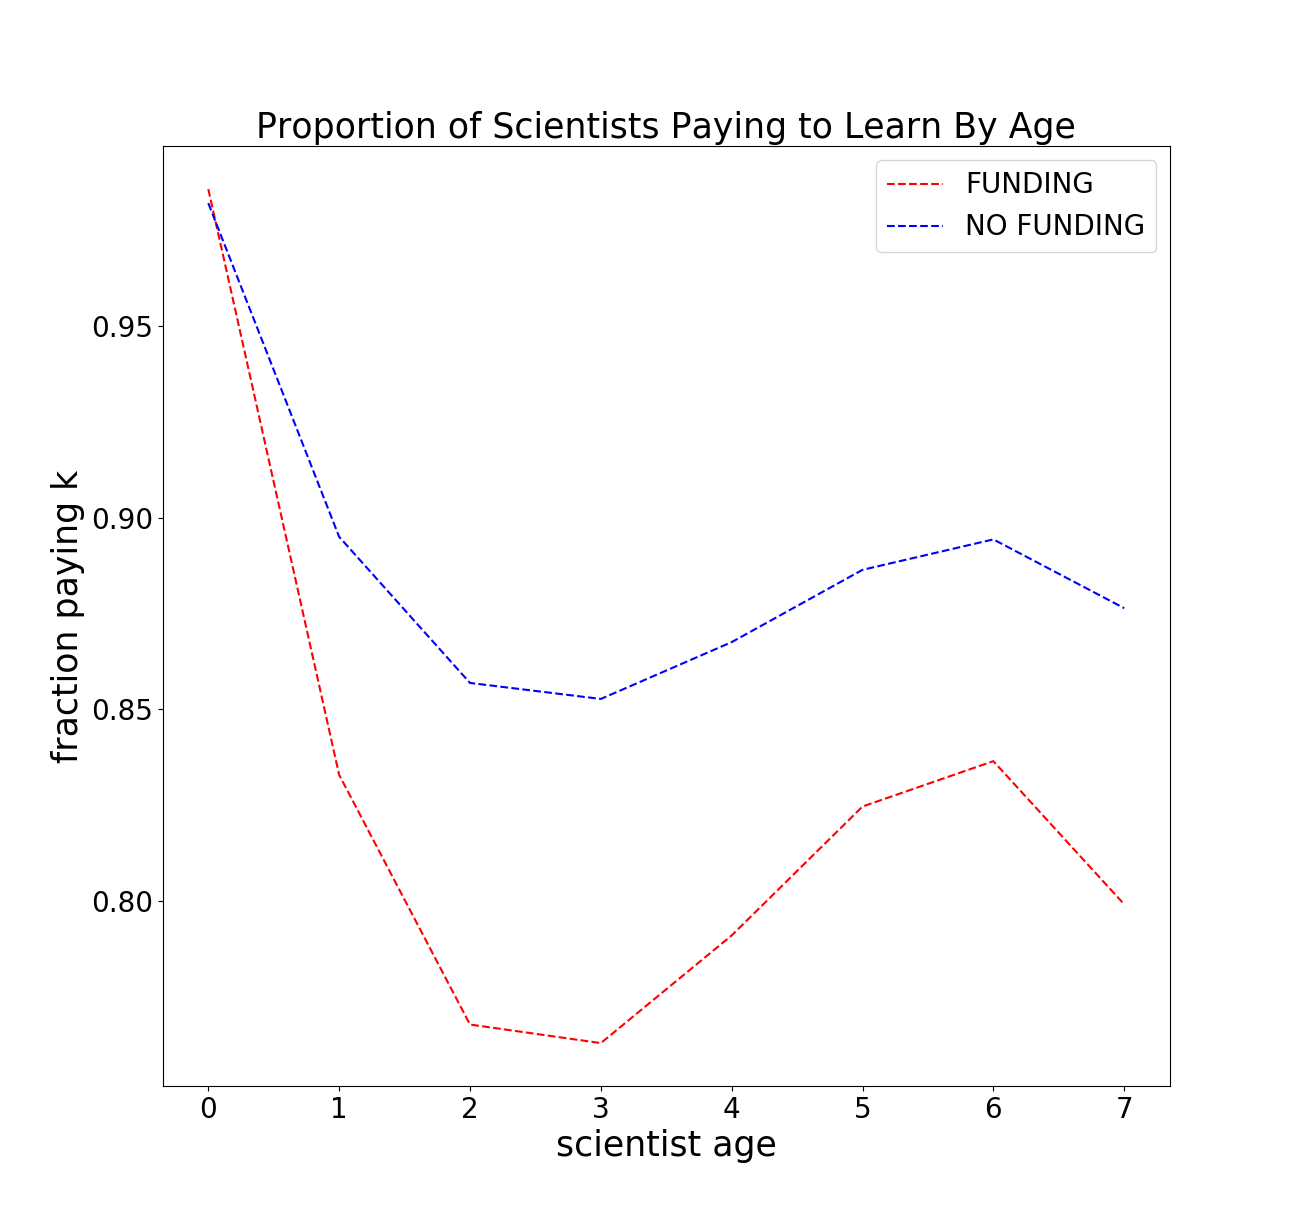 Proportion of Scientists Paying to Learn By Age
FUNDING
NO FUNDING
fraction paying k
0.95
0.90
0.85
0.80
0 1 2 3 4 5 6 7
scientist age